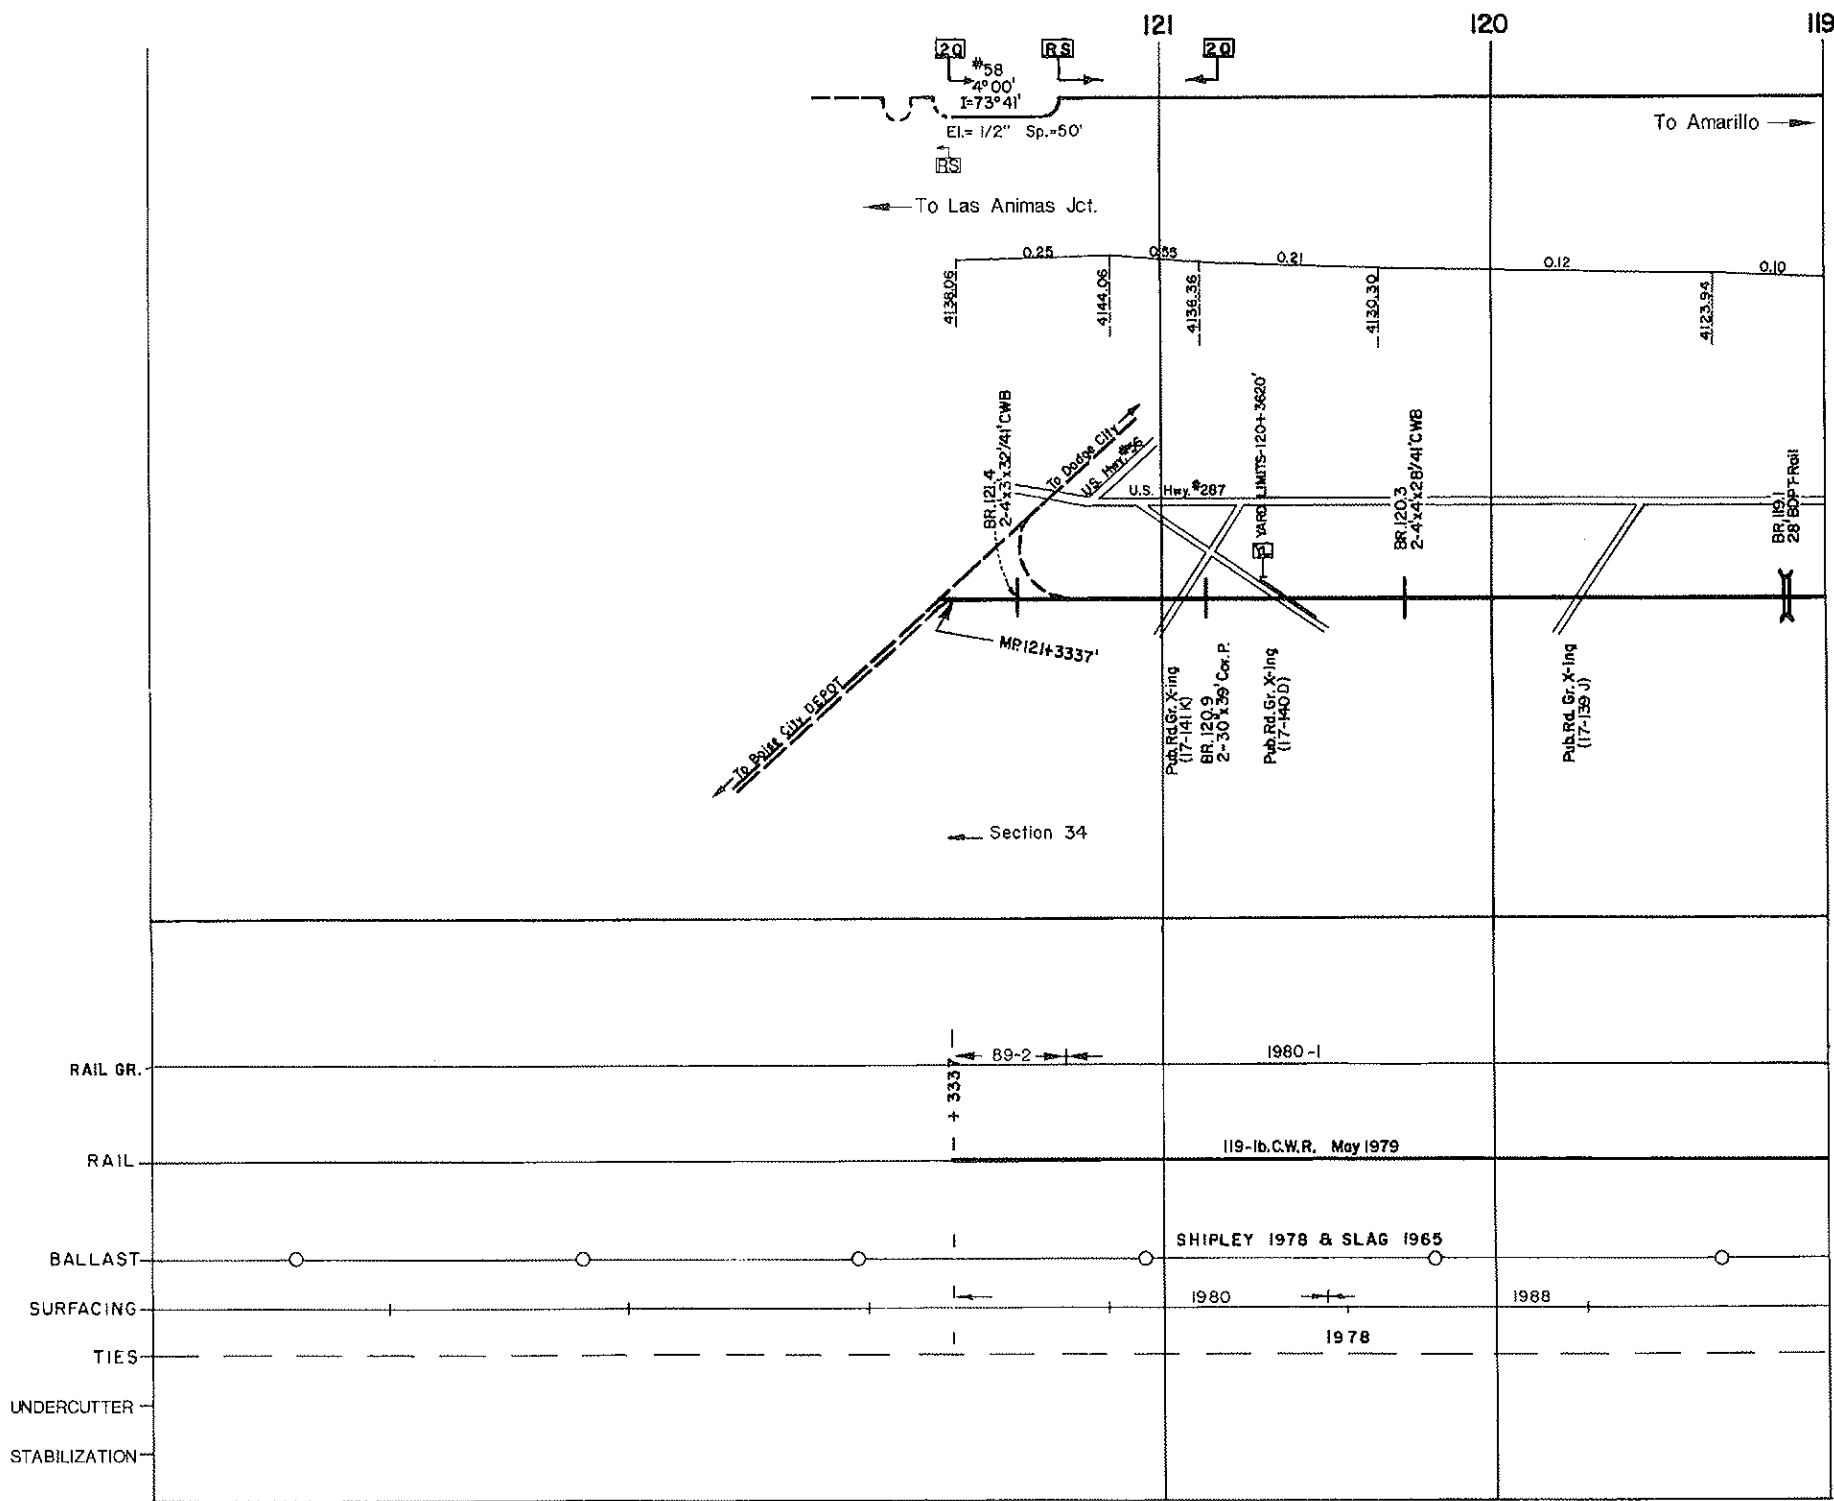 121
120
119
20
#58
4°00'
I=73°41'
RS
20
El.= 1/2" Sp.=50'
RS
To Amarillo
To Las Animas Jct.
0.25
0.55
0.21
0.12
0.10
4138.06
4144.06
4136.36
4130.30
4123.94
BR. 121.4
2-4'x3'x32'/41'CWB
To Dodge City
U.S. Hwy. #56
U.S. Hwy. #287
YARD LIMITS-120+3620'
BR. 120.3
2-4'x4'x28'/41'CWB
BR. 119.1
28' BDPT-Rail
MP.121+3337'
To Boise City DEPOT
Pub. Rd. Gr. X-ing
(17-141 K)
BR. 120.9
2-30"x39' Cor. P.
Pub. Rd. Gr. X-ing
(17-140 D)
Pub. Rd. Gr. X-ing
(17-139 J)
Section 34
RAIL GR.
89-2
1980-1
+ 3337
RAIL
119-lb. C.W.R. May 1979
BALLAST
SHIPLEY 1978 & SLAG 1965
SURFACING
1980
1988
TIES
1978
UNDERCUTTER
STABILIZATION